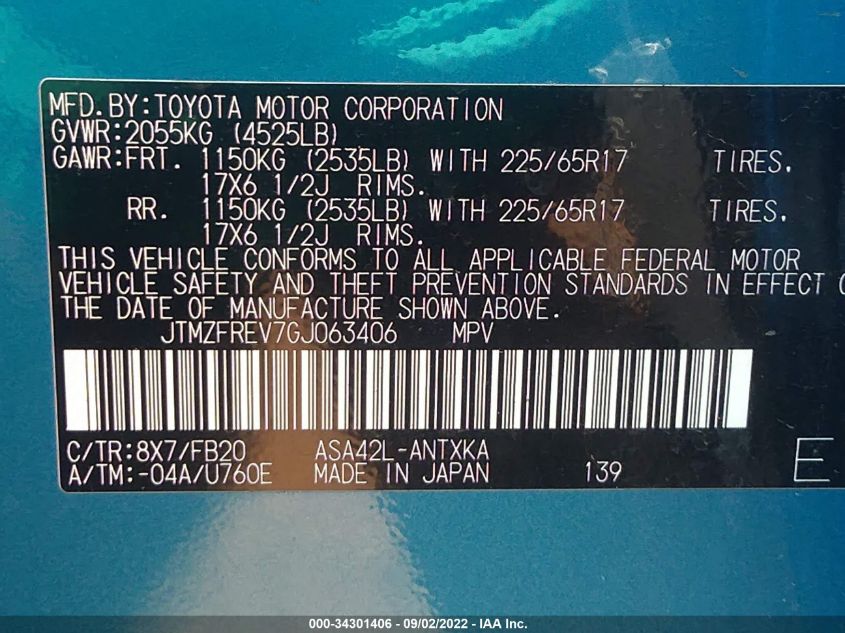 MFD.BY:TOYOTA MOTOR CORPORATION
GVWR:2055KG (4525LB)
GAWR:FRT. 1150KG (2535LB) WITH 225/65R17 TIRES.
17X6 1/2J RIMS.
RR. 1150KG (2535LB) WITH 225/65R17 TIRES.
17X6 1/2J RIMS.
THIS VEHICLE CONFORMS TO ALL APPLICABLE FEDERAL MOTOR
VEHICLE SAFETY AND THEFT PREVENTION STANDARDS IN EFFECT
THE DATE OF MANUFACTURE SHOWN ABOVE.
JTMZFREV7GJ063406 MPV
C/TR:8X7/FB20 ASA42L-ANTXKA
A/TM:-04A/U760E MADE IN JAPAN 139 E
000-34301406 - 09/02/2022 - IAA Inc.